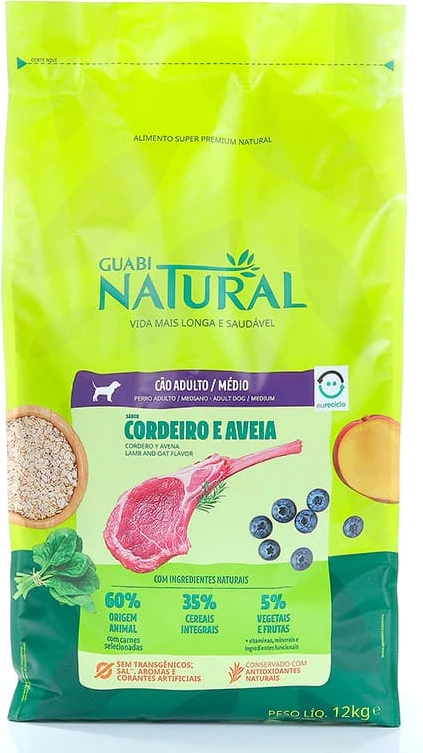 CORTE AQUI
ALIMENTO SUPER PREMIUM NATURAL
GUABI
NATURAL
VIDA MAIS LONGA E SAUDÁVEL
CÃO ADULTO / MÉDIO
PERRO ADULTO / MEDIANO • ADULT DOG / MEDIUM
eureciclo
SABOR
CORDEIRO E AVEIA
CORDERO Y AVENA
LAMB AND OAT FLAVOR
COM INGREDIENTES NATURAIS
60% 35% 5%
ORIGEM CEREAIS VEGETAIS
ANIMAL INTEGRAIS E FRUTAS
com carnes + vitaminas, minerais e
selecionadas ingredientes funcionais
SEM TRANSGÊNICOS, CONSERVADO COM
SAL**, AROMAS E ANTIOXIDANTES
CORANTES ARTIFICIAIS NATURAIS
PESO LÍQ. 12kg e